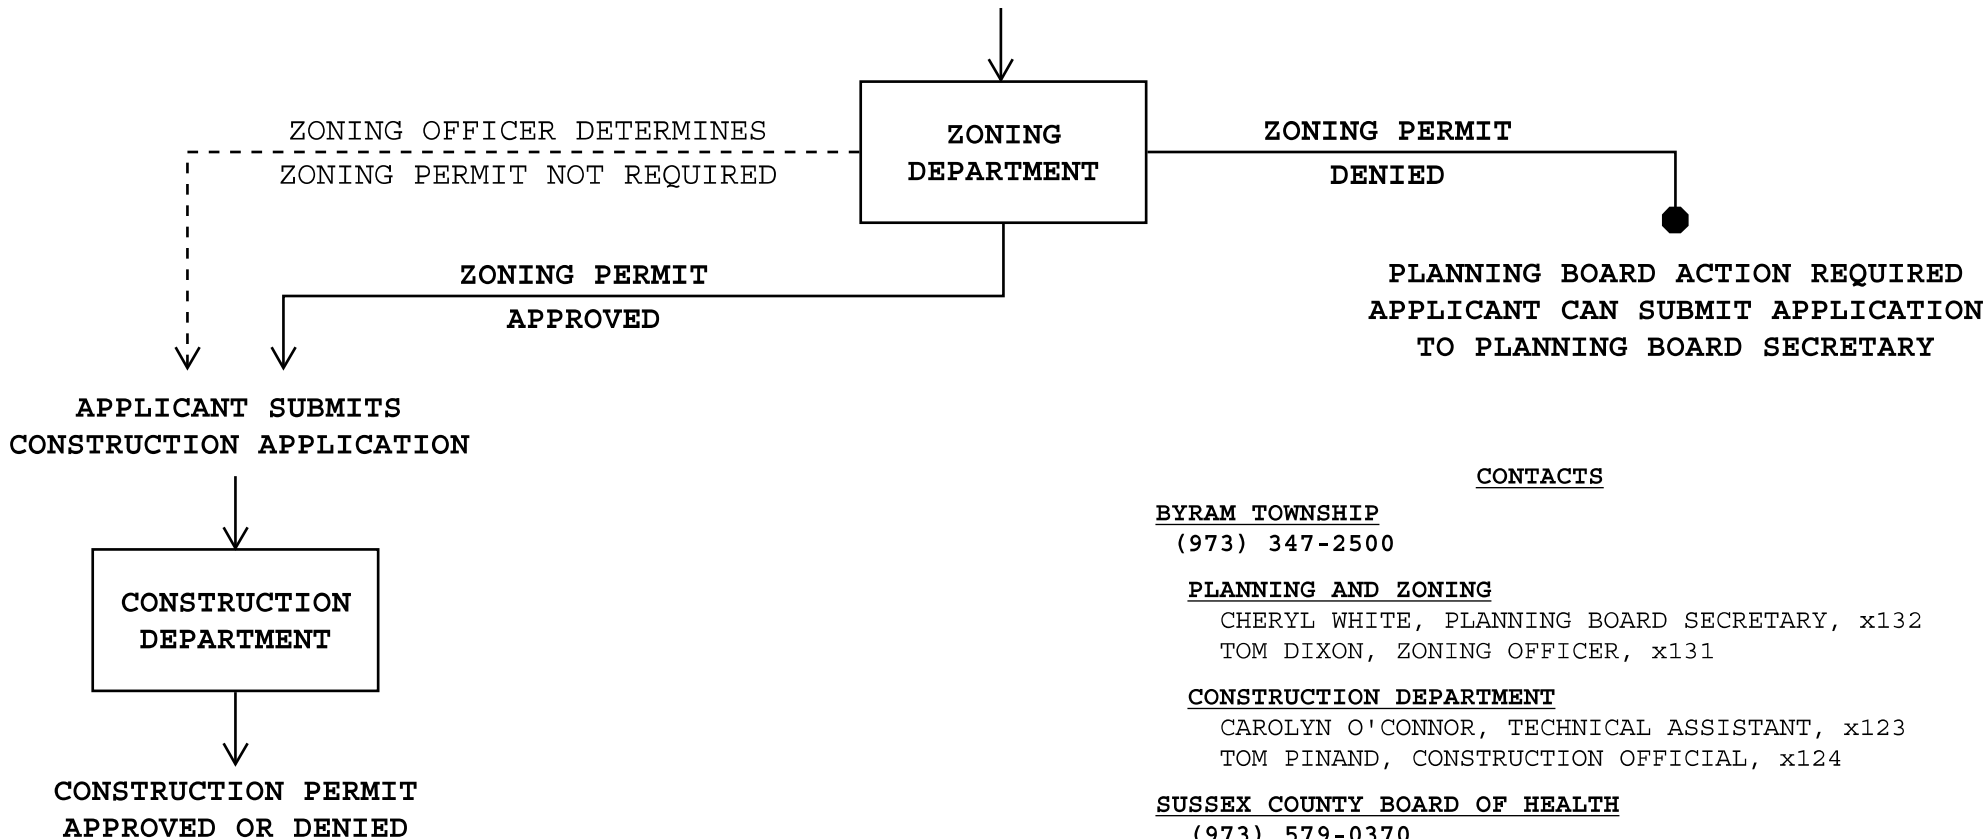 ZONING OFFICER DETERMINES
ZONING PERMIT NOT REQUIRED
ZONING
DEPARTMENT
ZONING PERMIT
DENIED
ZONING PERMIT
APPROVED
PLANNING BOARD ACTION REQUIRED
APPLICANT CAN SUBMIT APPLICATION
TO PLANNING BOARD SECRETARY
APPLICANT SUBMITS
CONSTRUCTION APPLICATION
CONSTRUCTION
DEPARTMENT
CONSTRUCTION PERMIT
APPROVED OR DENIED
CONTACTS
BYRAM TOWNSHIP
(973) 347-2500
PLANNING AND ZONING
CHERYL WHITE, PLANNING BOARD SECRETARY, x132
TOM DIXON, ZONING OFFICER, x131
CONSTRUCTION DEPARTMENT
CAROLYN O'CONNOR, TECHNICAL ASSISTANT, x123
TOM PINAND, CONSTRUCTION OFFICIAL, x124
SUSSEX COUNTY BOARD OF HEALTH
(973) 579-0370